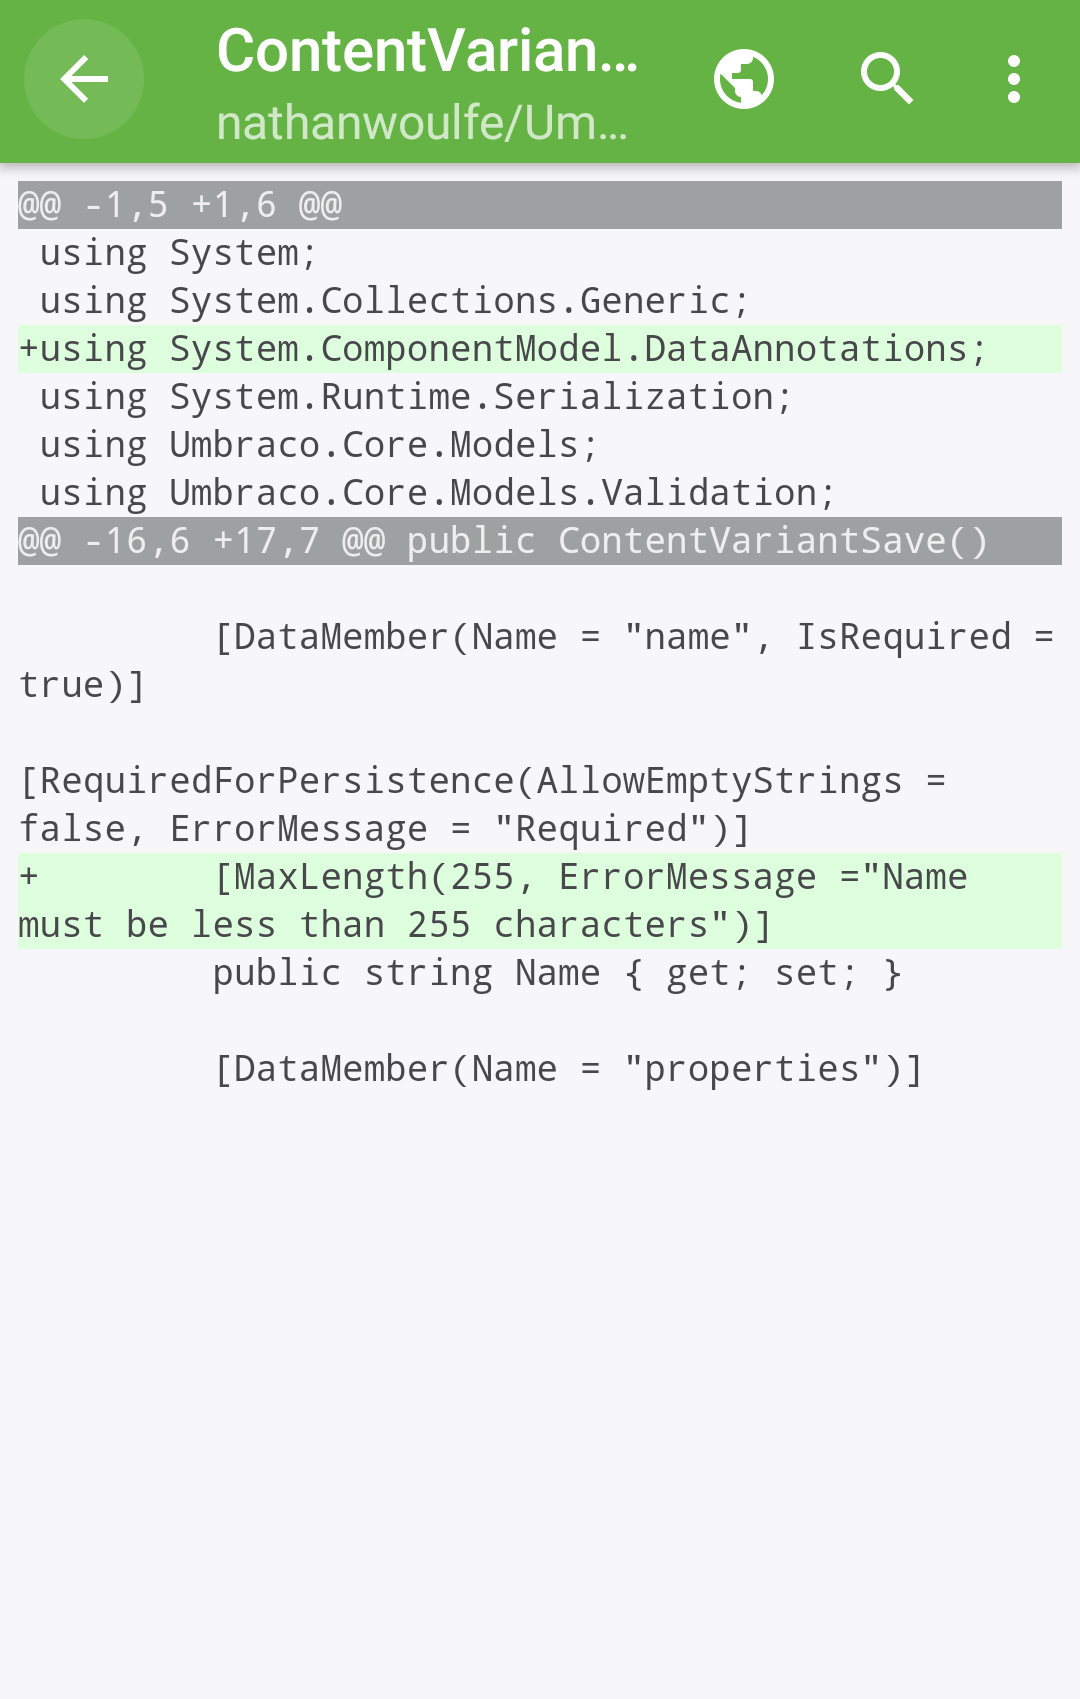 ContentVarian...
nathanwoulfe/Um...
@@ -1,5 +1,6 @@
 using System;
 using System.Collections.Generic;
+using System.ComponentModel.DataAnnotations;
 using System.Runtime.Serialization;
 using Umbraco.Core.Models;
 using Umbraco.Core.Models.Validation;
@@ -16,6 +17,7 @@ public ContentVariantSave()
         [DataMember(Name = "name", IsRequired =
true)]
[RequiredForPersistence(AllowEmptyStrings =
false, ErrorMessage = "Required")]
+        [MaxLength(255, ErrorMessage ="Name
must be less than 255 characters")]
         public string Name { get; set; }
         [DataMember(Name = "properties")]